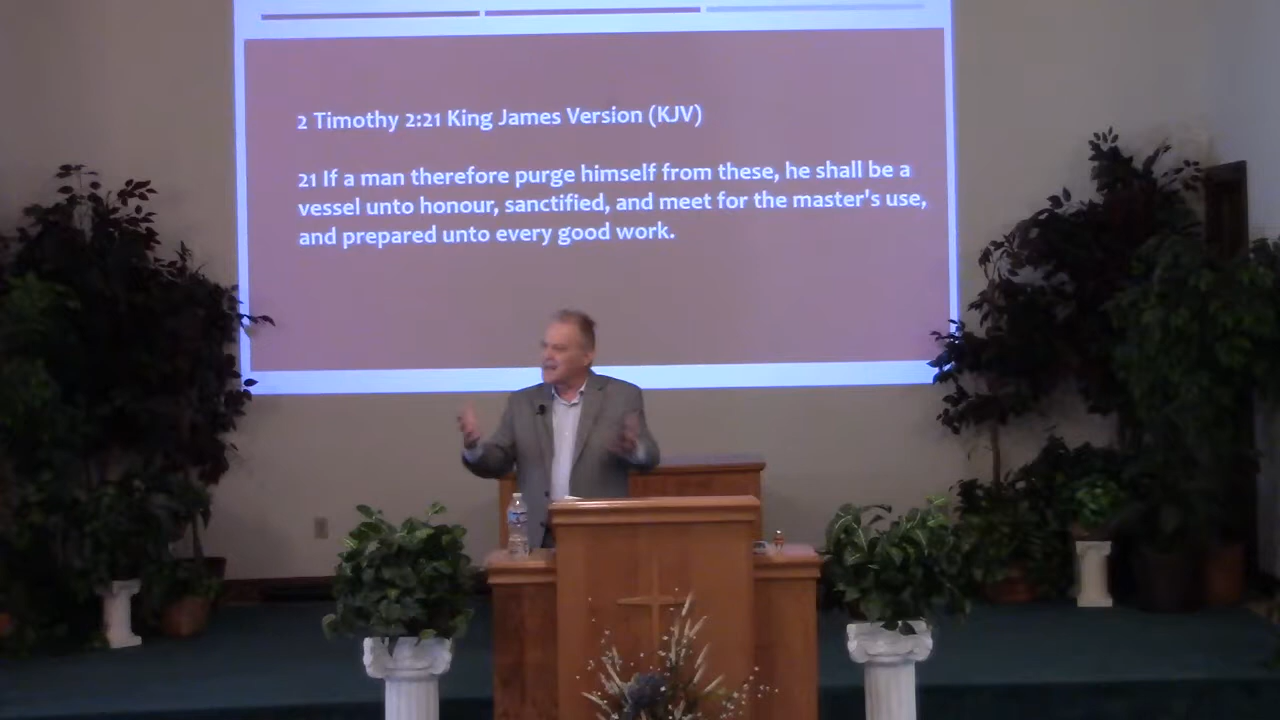 2 Timothy 2:21 King James Version (KJV)
21 If a man therefore purge himself from these, he shall be a
vessel unto honour, sanctified, and meet for the master's use,
and prepared unto every good work.